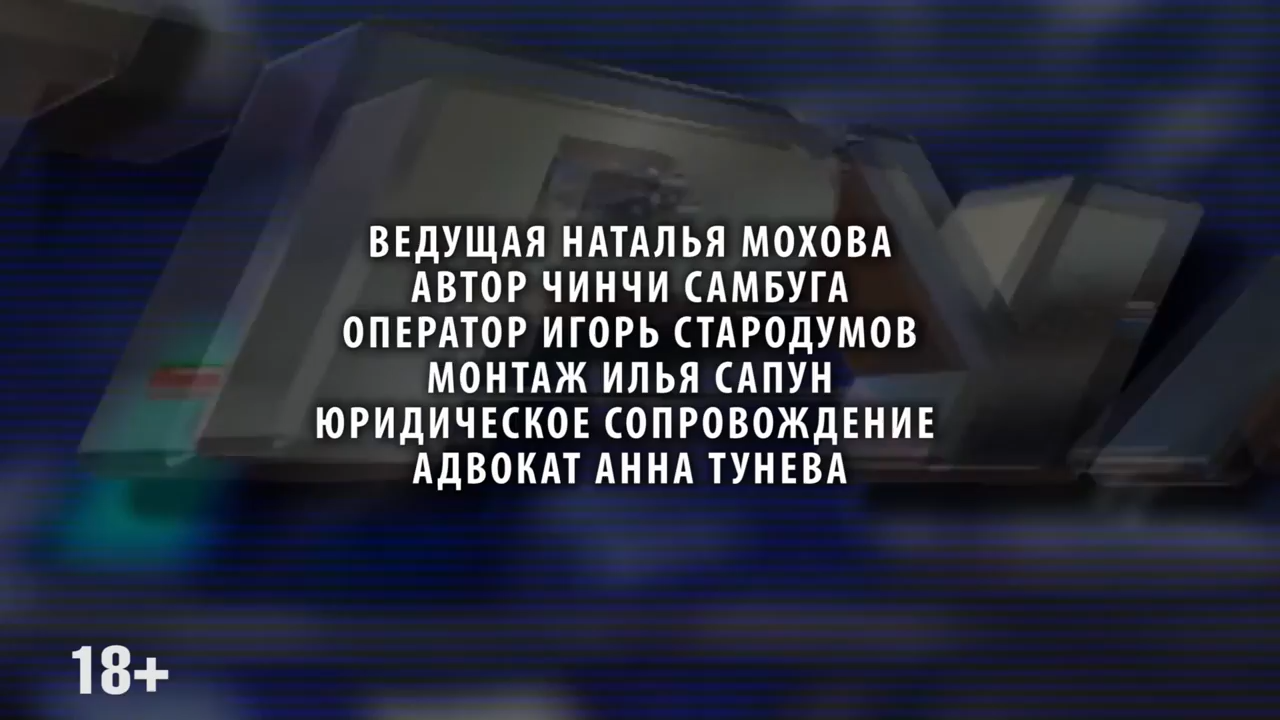 ВЕДУЩАЯ НАТАЛЬЯ МОХОВА
АВТОР ЧИНЧИ САМБУГА
ОПЕРАТОР ИГОРЬ СТАРОДУМОВ
МОНТАЖ ИЛЬЯ САПУН
ЮРИДИЧЕСКОЕ СОПРОВОЖДЕНИЕ
АДВОКАТ АННА ТУНЕВА
18+